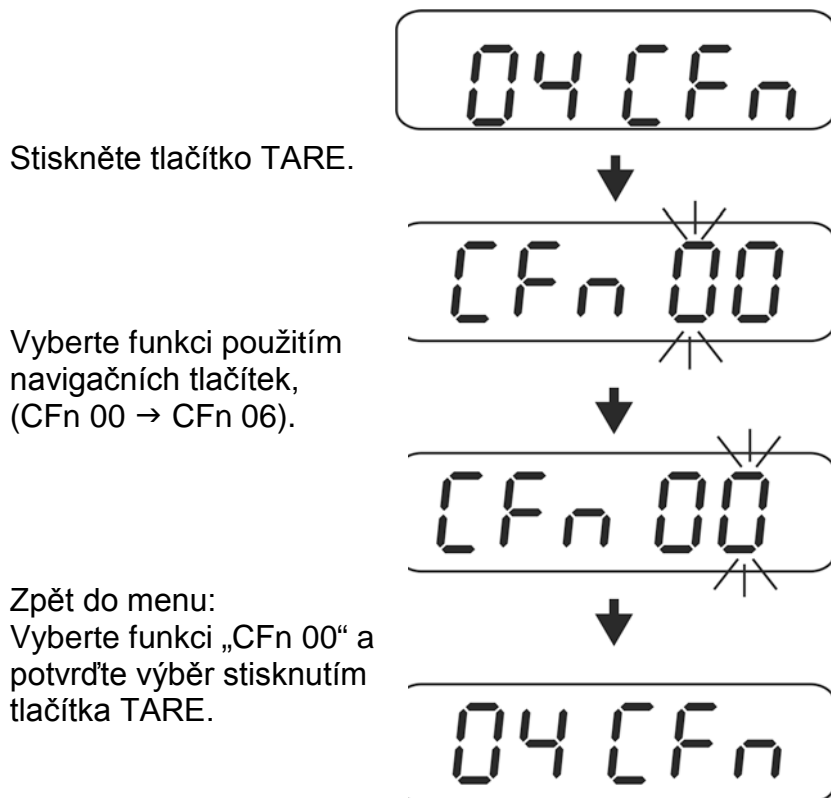 04 CFn
Stiskněte tlačítko TARE.
CFn 00
Vyberte funkci použitím
navigačních tlačítek,
(CFn 00 → CFn 06).
CFn 00
Zpět do menu:
Vyberte funkci „CFn 00“ a
potvrďte výběr stisknutím
tlačítka TARE.
04 CFn